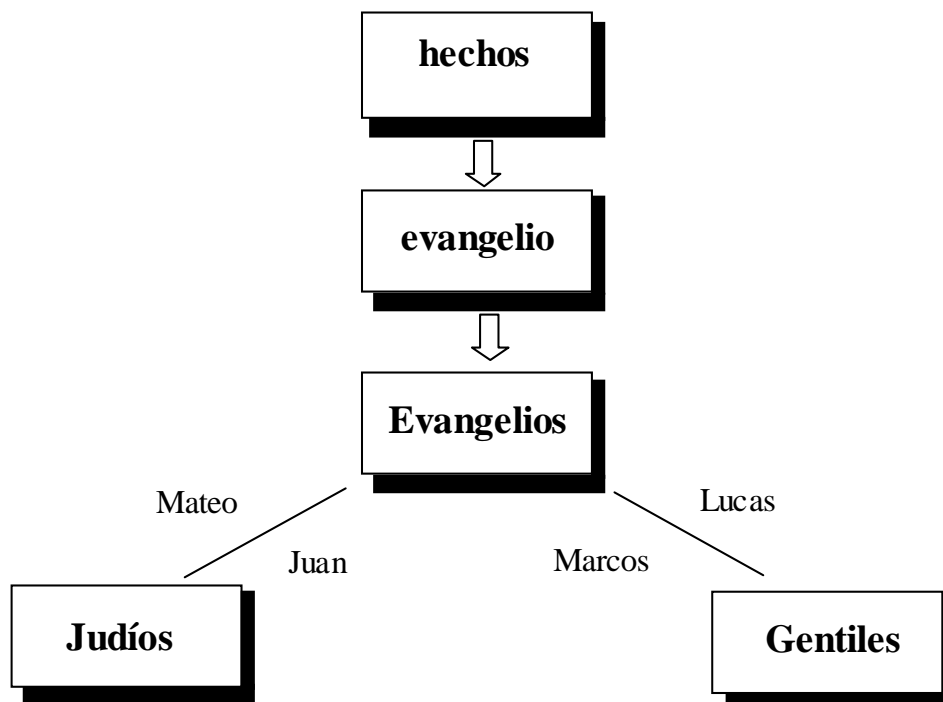 hechos
evangelio
Evangelios
Mateo
Lucas
Juan
Marcos
Judíos
Gentiles